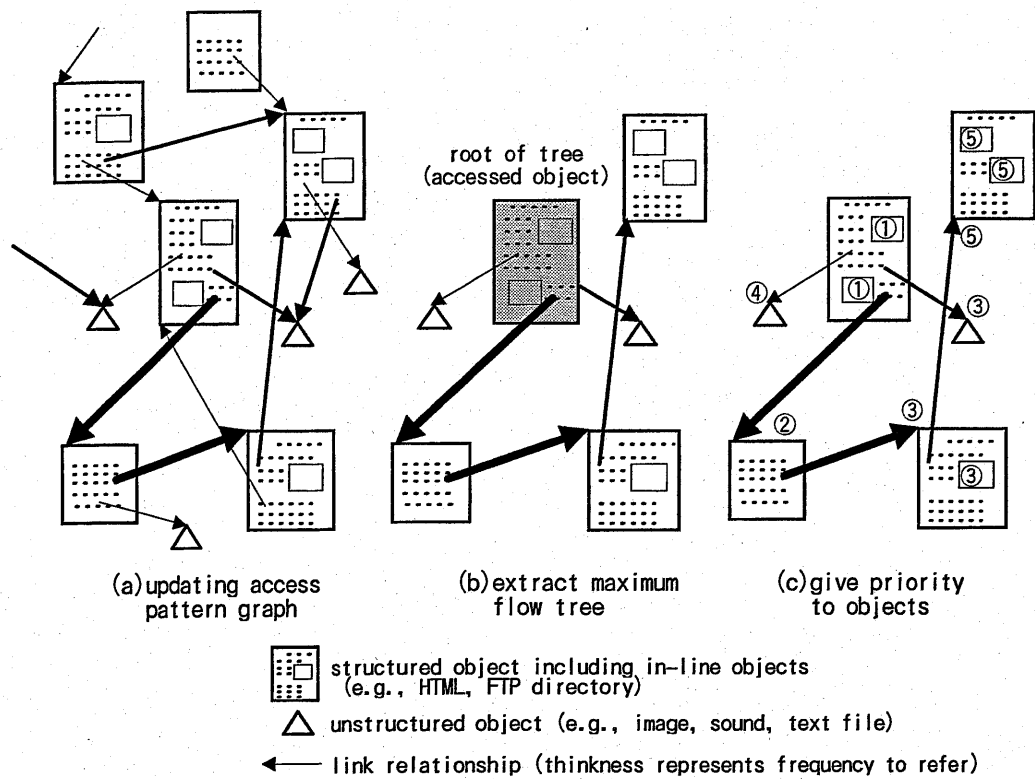 root of tree
(accessed object)
⑤
⑤
①
⑤
④
①
③
②
③
③
(a)updating access
pattern graph
(b)extract maximum
flow tree
(c)give priority
to objects
structured object including in-line objects
(e.g., HTML, FTP directory)
unstructured object (e.g., image, sound, text file)
link relationship (thinkness represents frequency to refer)